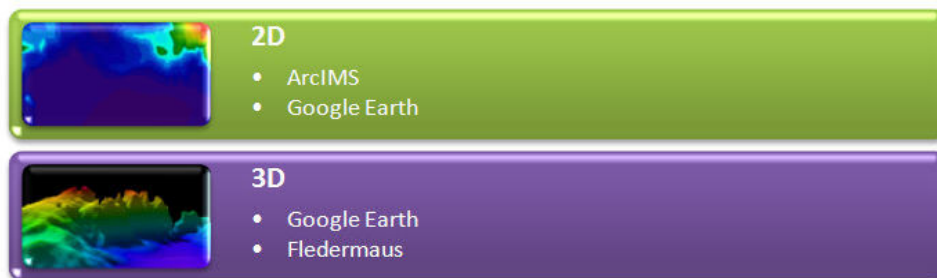 2D
• ArcIMS
• Google Earth
3D
• Google Earth
• Fledermaus